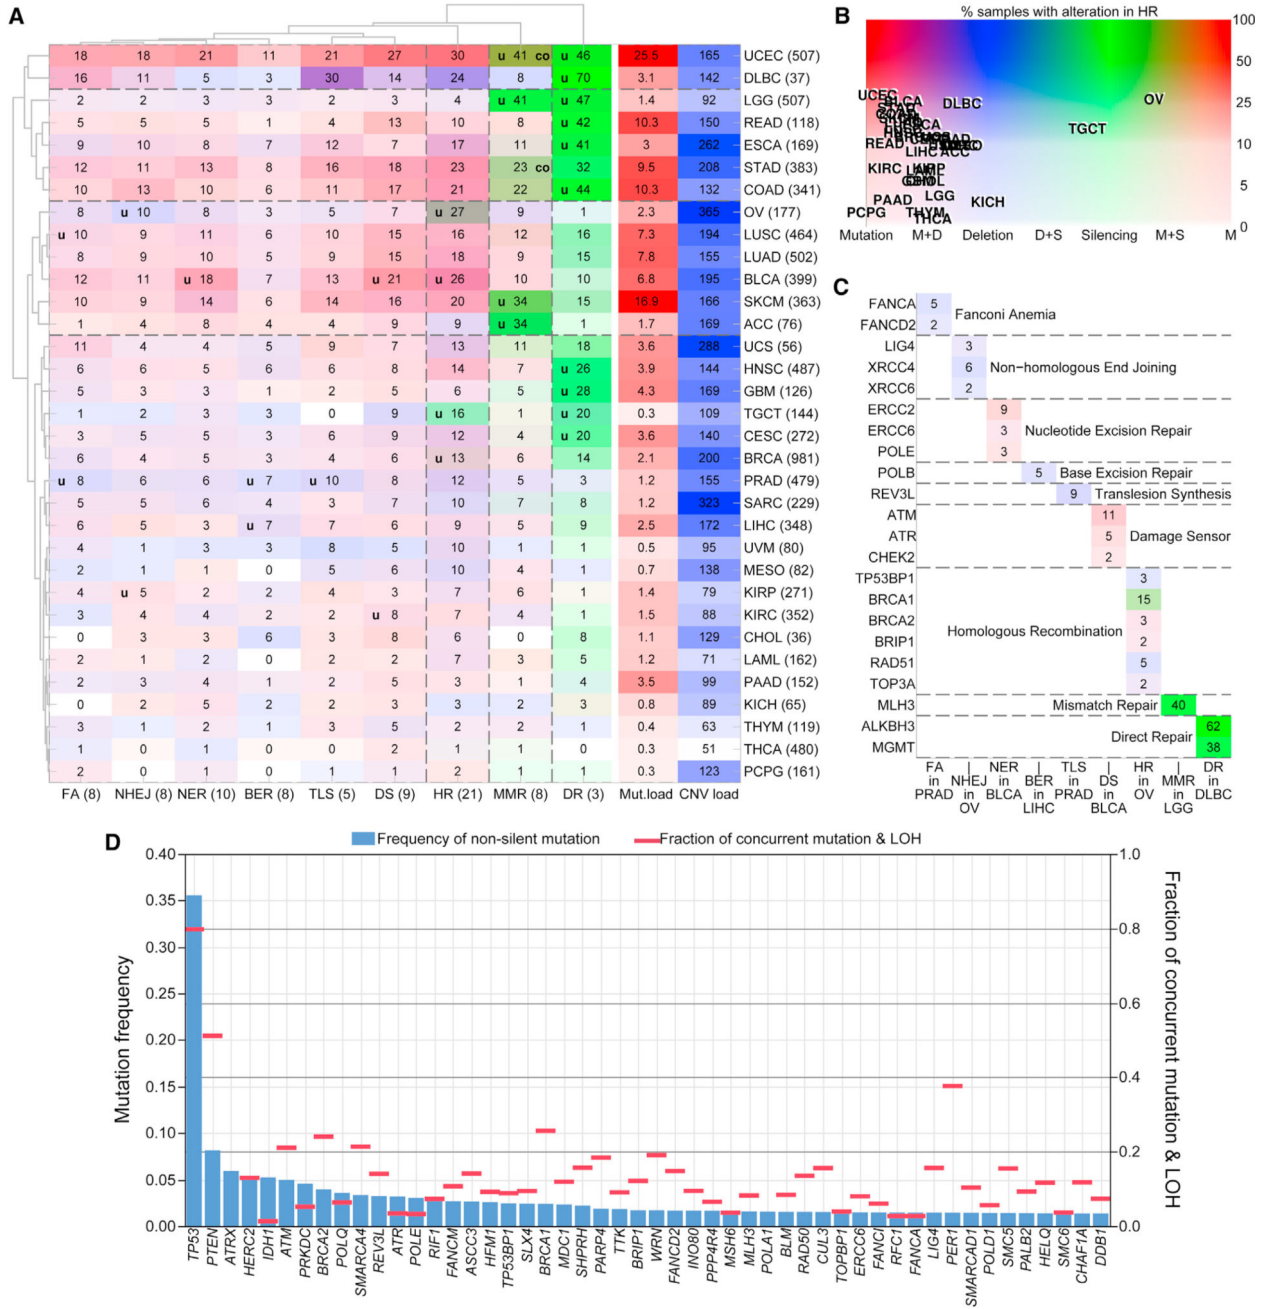 A
18 18 21 11 21 27 30 u 41 co u 46 25.5 165 UCEC (507)
16 11 5 3 30 14 24 8 u 70 3.1 142 DLBC (37)
2 2 3 3 2 3 4 u 41 u 47 1.4 92 LGG (507)
5 5 5 1 4 13 10 8 u 42 10.3 150 READ (118)
9 10 8 7 12 7 17 11 u 41 3 262 ESCA (169)
12 11 13 8 16 18 23 23 co 32 9.5 208 STAD (383)
10 13 10 6 11 17 21 22 u 44 10.3 132 COAD (341)
8 u 10 8 3 5 7 u 27 9 1 2.3 365 OV (177)
u 10 9 11 6 10 15 16 12 16 7.3 194 LUSC (464)
8 9 10 5 9 15 18 9 15 7.8 155 LUAD (502)
12 11 u 18 7 13 u 21 u 26 10 10 6.8 195 BLCA (399)
10 9 14 6 14 16 20 u 34 15 16.9 166 SKCM (363)
1 4 8 4 4 9 9 u 34 1 1.7 169 ACC (76)
11 4 4 5 9 7 13 11 18 3.6 288 UCS (56)
6 6 5 6 6 8 14 7 u 26 3.9 144 HNSC (487)
5 3 3 1 2 5 6 5 u 28 4.3 169 GBM (126)
1 2 3 3 0 9 u 16 1 u 20 0.3 109 TGCT (144)
3 5 5 3 6 9 12 4 u 20 3.6 140 CESC (272)
6 4 5 3 4 6 u 13 6 14 2.1 200 BRCA (981)
u 8 6 6 u 7 u 10 8 12 5 3 1.2 155 PRAD (479)
5 5 6 4 3 7 10 7 8 1.2 323 SARC (229)
6 5 3 u 7 7 6 9 5 9 2.5 172 LIHC (348)
4 1 3 3 8 5 10 1 1 0.5 95 UVM (80)
2 1 1 0 5 6 10 4 1 0.7 138 MESO (82)
4 u 5 2 2 4 3 7 6 1 1.4 79 KIRP (271)
3 4 4 2 2 u 8 7 4 1 1.5 88 KIRC (352)
0 3 3 6 3 8 6 0 8 1.1 129 CHOL (36)
2 1 2 0 2 2 7 3 5 1.2 71 LAML (162)
2 3 4 1 2 5 3 1 4 3.5 99 PAAD (152)
0 2 5 2 2 3 3 2 3 0.8 89 KICH (65)
3 1 2 1 3 5 2 1 2 0.4 63 THYM (119)
1 0 1 0 0 2 1 1 0 0.3 51 THCA (480)
2 0 1 0 1 1 2 1 1 0.3 123 PCPG (161)
FA (8) NHEJ (8) NER (10) BER (8) TLS (5) DS (9) HR (21) MMR (8) DR (3) Mut.load CNV load
B
% samples with alteration in HR
100
50
25
10
5
0
UCEC
BLCA
DLBC
OV
TGCT
READ
LIHC ACC
KIRC
PAAD
LGG
KICH
PCPG
THYM
THCA
Mutation M+D Deletion D+S Silencing M+S M
C
FANCA 5
FANCD2 2
Fanconi Anemia
LIG4 3
XRCC4 6
XRCC6 2
Non-homologous End Joining
ERCC2 9
ERCC6 3
POLE 3
Nucleotide Excision Repair
POLB 5 Base Excision Repair
REV3L 9 Translesion Synthesis
ATM 11
ATR 5
CHEK2 2
Damage Sensor
TP53BP1 3
BRCA1 15
BRCA2 3
BRIP1 2
RAD51 5
TOP3A 2
Homologous Recombination
MLH3 Mismatch Repair 40
ALKBH3 62
MGMT 38
Direct Repair
FA in PRAD
NHEJ in OV
NER in BLCA
BER in LIHC
TLS in PRAD
DS in BLCA
HR in OV
MMR in LGG
DR in DLBC
D
Frequency of non-silent mutation
Fraction of concurrent mutation & LOH
Mutation frequency
0.40
0.35
0.30
0.25
0.20
0.15
0.10
0.05
0.00
1.0
0.8
0.6
0.4
0.2
0.0
Fraction of concurrent mutation & LOH
TP53
PTEN
ATRX
HERC2
IDH1
ATM
PRKDC
BRCA2
POLQ
SMARCA4
REV3L
ATR
POLE
RIF1
FANCM
ASCC3
HFM1
TP53BP1
SLX4
BRCA1
MDC1
SHPRH
PARP4
TTK
BRIP1
WRN
FANCD2
INO80
PPP4R4
MSH6
MLH3
POLA1
BLM
RAD50
CUL3
TOPBP1
ERCC6
FANCI
RFC1
FANCA
LIG4
PER1
SMARCAD1
POLD1
SMC5
PALB2
HELQ
SMC6
CHAF1A
DDB1